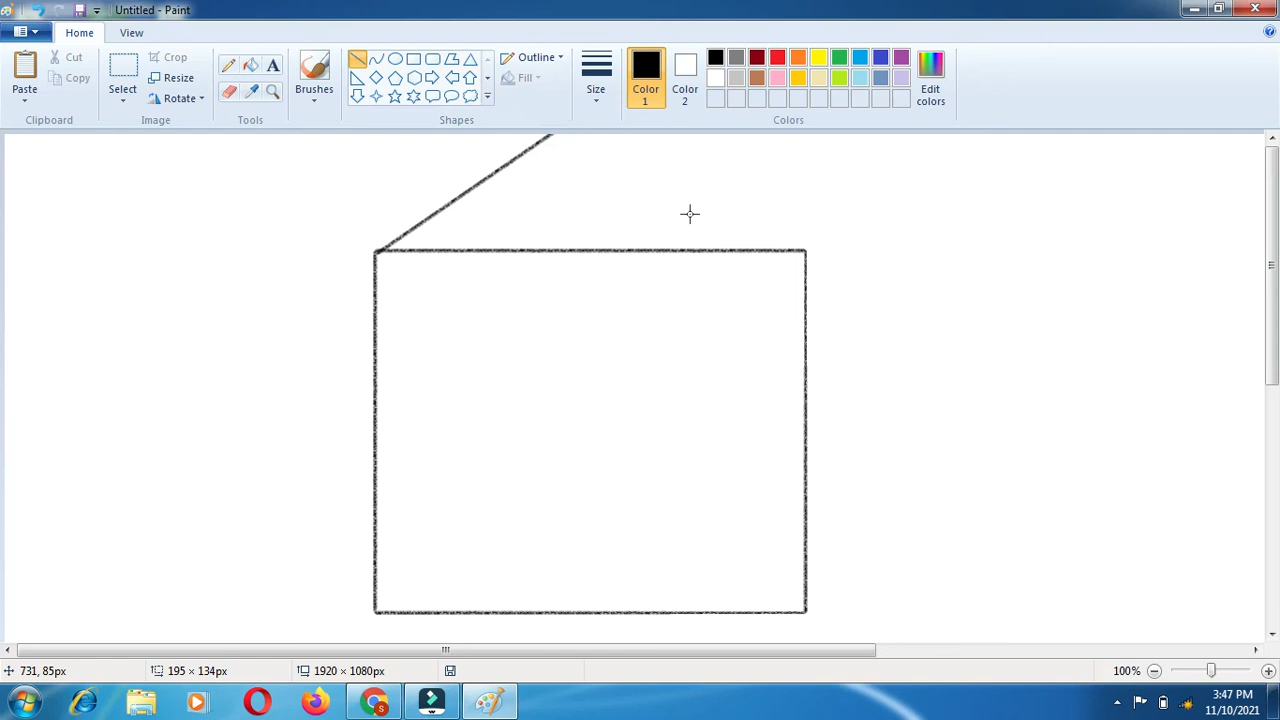 Untitled - Paint
Home
View
Paste
Cut
Copy
Clipboard
Select
Crop
Resize
Rotate
Image
A
Tools
Brushes
Shapes
Outline
Fill
Size
Color
1
Color
2
Edit
colors
Colors
731, 85px
195 × 134px
1920 × 1080px
100%
S
3:47 PM
11/10/2021